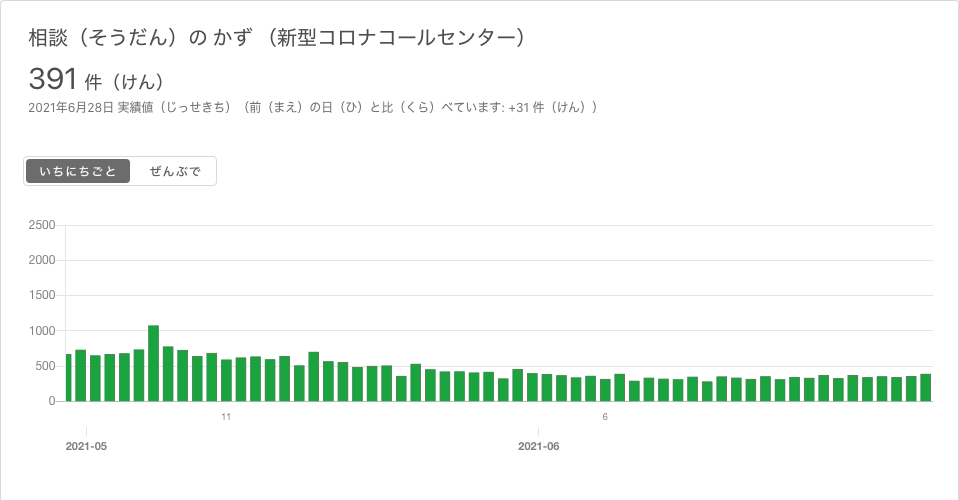 相談（そうだん）の かず （新型コロナコールセンター）
391 件（けん）
2021年6月28日 実績値（じっせきち）（前（まえ）の日（ひ）と比（くら）べています: +31 件（けん））
いちにちごと ぜんぶで
2500
2000
1500
1000
500
0
11 6
2021-05 2021-06